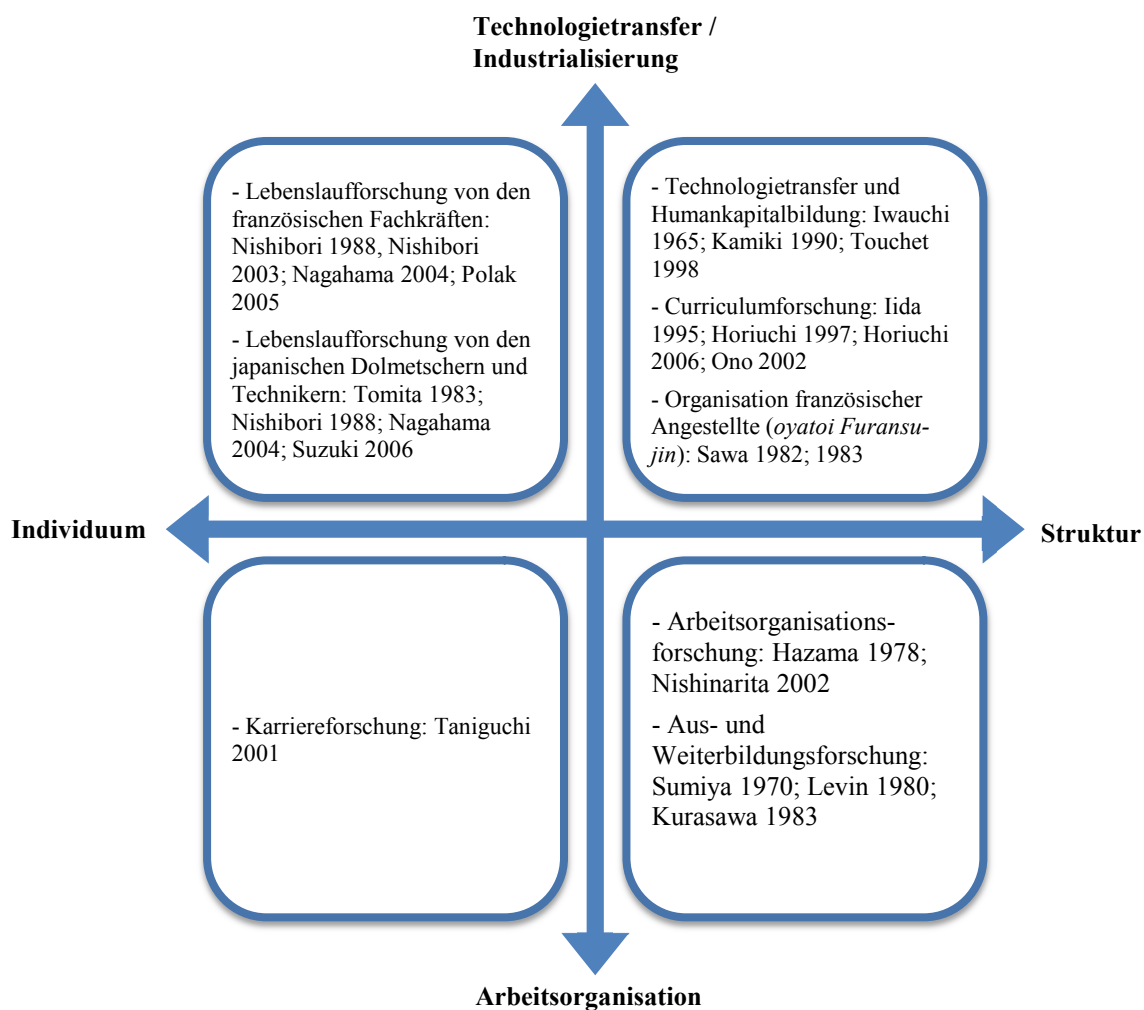 Technologietransfer /
Industrialisierung
- Lebenslaufforschung von den
französischen Fachkräften:
Nishibori 1988, Nishibori
2003; Nagahama 2004; Polak
2005
- Lebenslaufforschung von den
japanischen Dolmetschern und
Technikern: Tomita 1983;
Nishibori 1988; Nagahama
2004; Suzuki 2006
- Technologietransfer und
Humankapitalbildung: Iwauchi
1965; Kamiki 1990; Touchet
1998
- Curriculumforschung: Iida
1995; Horiuchi 1997; Horiuchi
2006; Ono 2002
- Organisation französischer
Angestellte (oyatoi Furansu-
jin): Sawa 1982; 1983
Individuum
Struktur
- Karriereforschung: Taniguchi
2001
- Arbeitsorganisations-
forschung: Hazama 1978;
Nishinarita 2002
- Aus- und
Weiterbildungsforschung:
Sumiya 1970; Levin 1980;
Kurasawa 1983
Arbeitsorganisation